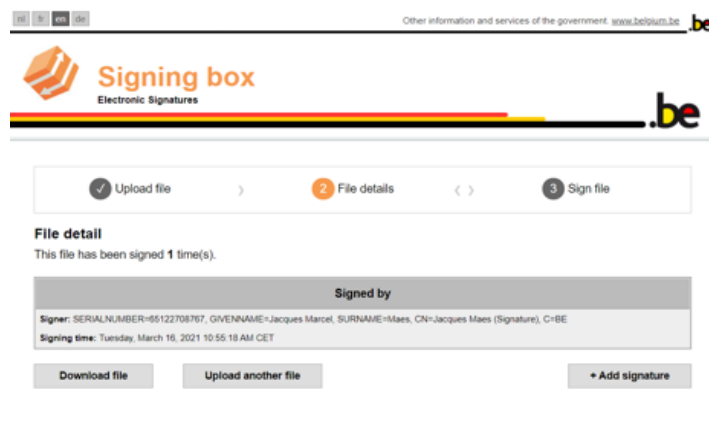 nl fr en de
Other information and services of the government: www.belgium.be
.be
Signing box
Electronic Signatures
.be
Upload file
2 File details
3 Sign file
File detail
This file has been signed 1 time(s).
Signed by
Signer: SERIALNUMBER=65122708767, GIVENNAME=Jacques Marcel, SURNAME=Maes, CN=Jacques Maes (Signature), C=BE
Signing time: Tuesday, March 16, 2021 10:55:18 AM CET
Download file
Upload another file
+ Add signature